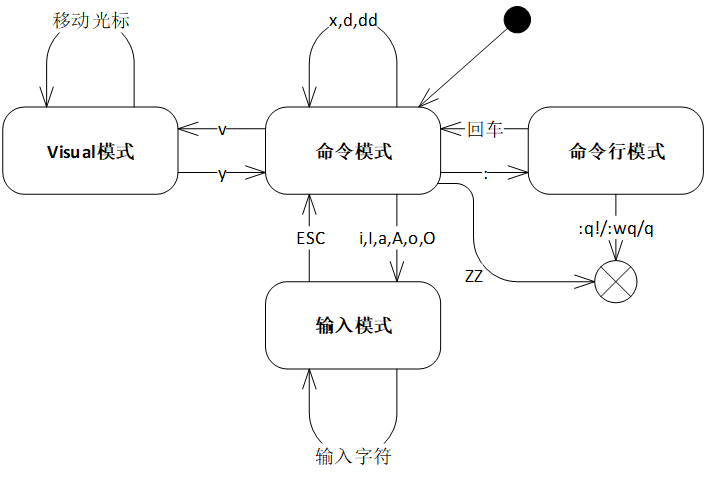 移动光标
x,d,dd
Visual模式
v
y
命令模式
回车
:
命令行模式
ESC
i,I,a,A,o,O
:q!/:wq/q
ZZ
输入模式
输入字符